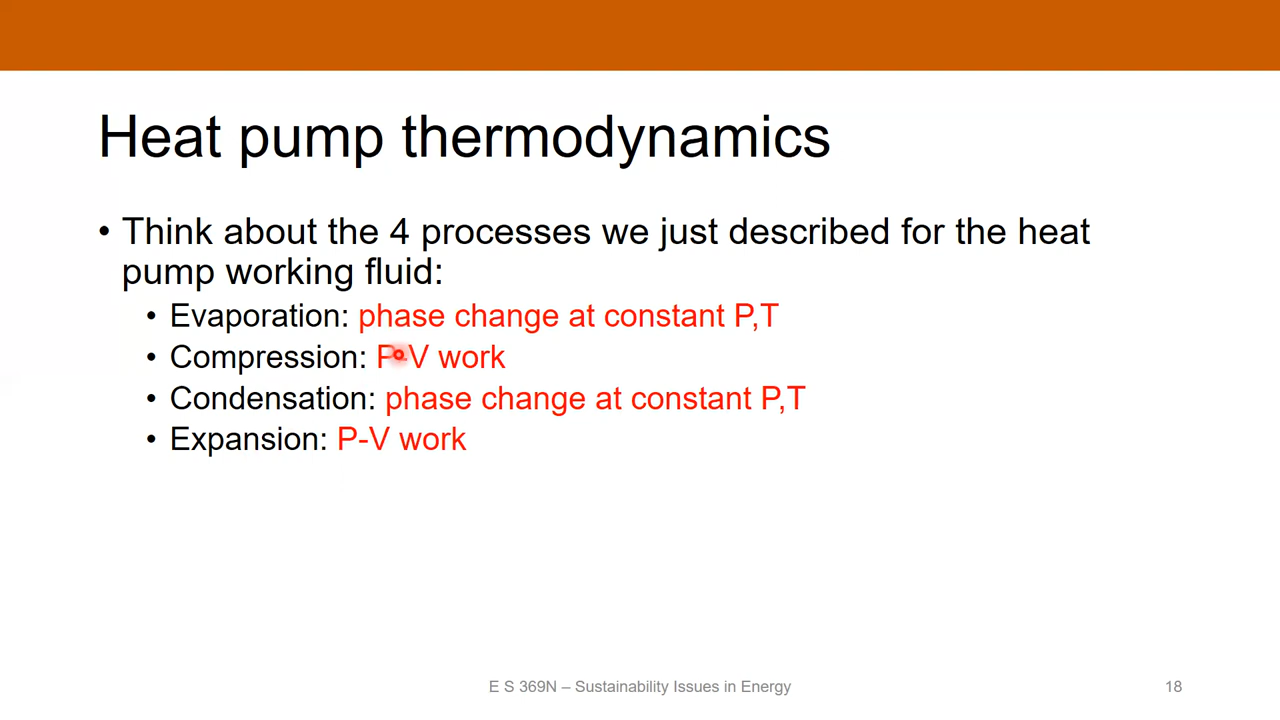 Heat pump thermodynamics
• Think about the 4 processes we just described for the heat
pump working fluid:
• Evaporation: phase change at constant P,T
• Compression: P-V work
• Condensation: phase change at constant P,T
• Expansion: P-V work
E S 369N – Sustainability Issues in Energy
18